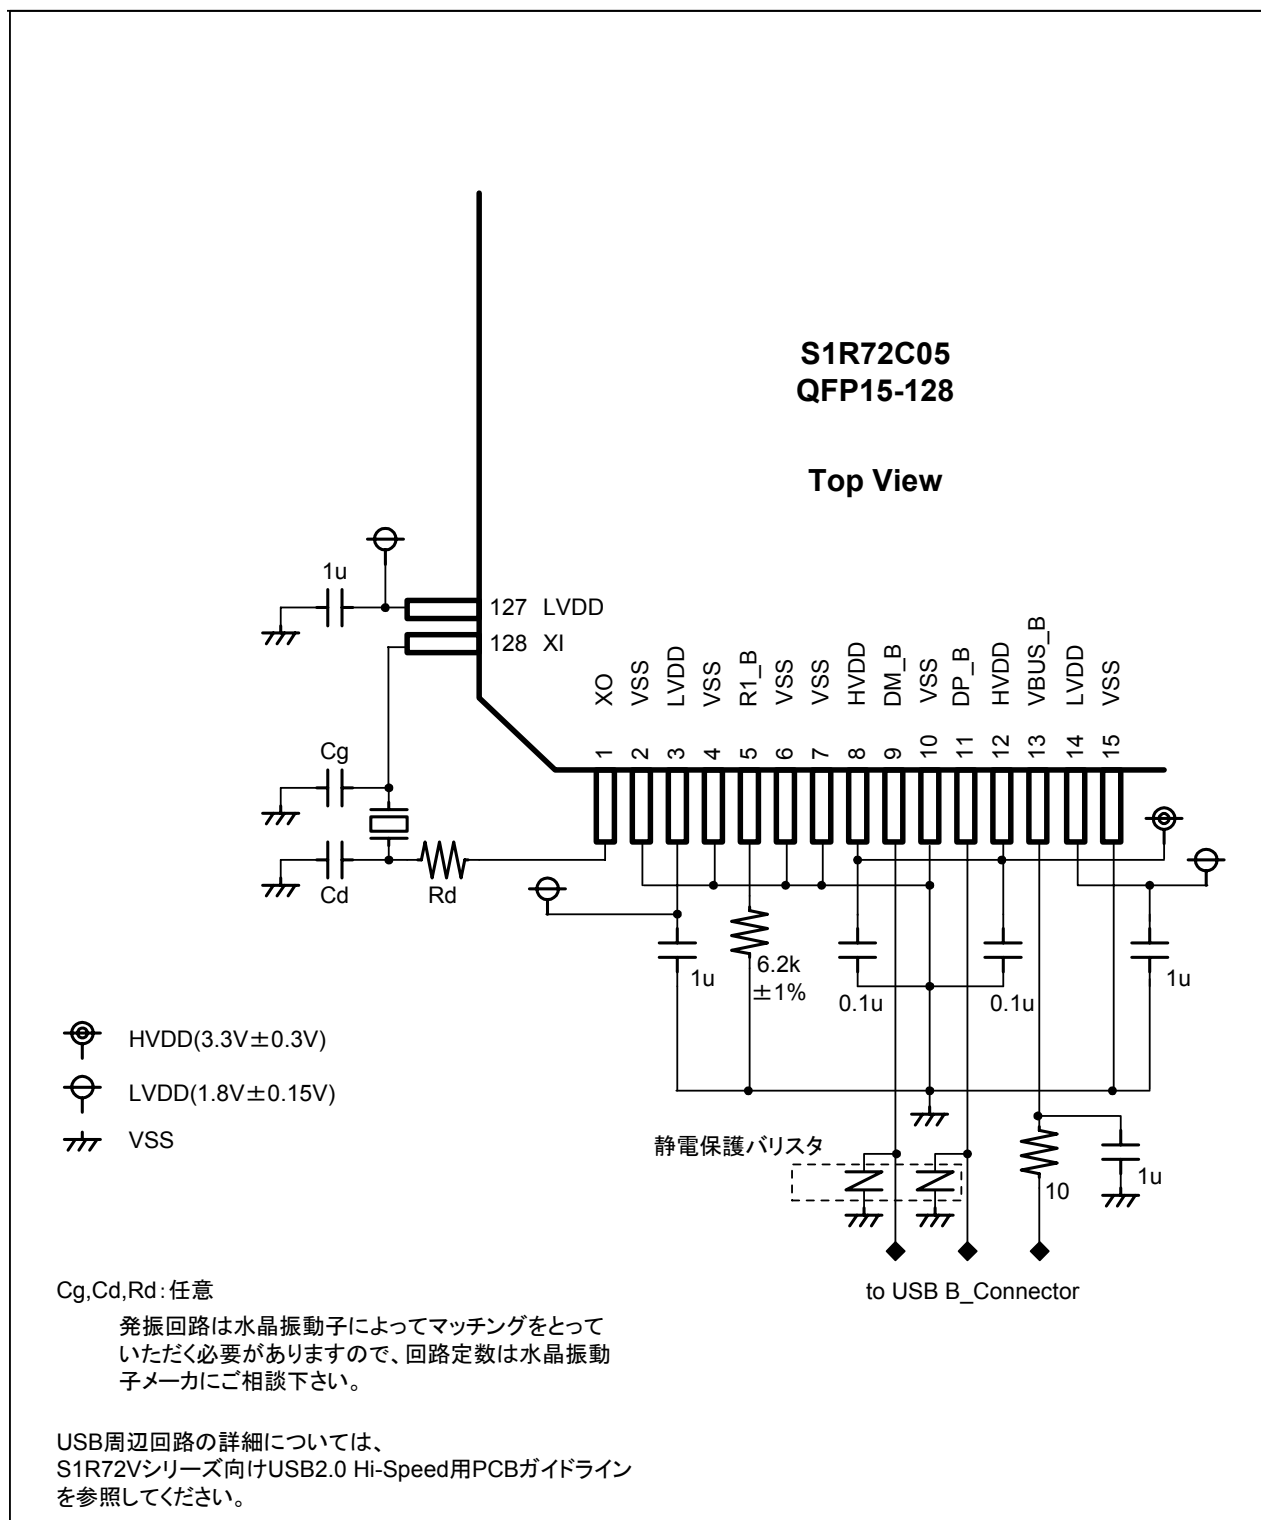 S1R72C05
QFP15-128
Top View
1u
127 LVDD
128 XI
XO
VSS
LVDD
VSS
R1_B
VSS
VSS
HVDD
DM_B
VSS
DP_B
HVDD
VBUS_B
LVDD
VSS
1
2
3
4
5
6
7
8
9
10
11
12
13
14
15
Cg
Cd
Rd
1u
6.2k
±1%
0.1u
0.1u
1u
HVDD(3.3V±0.3V)
LVDD(1.8V±0.15V)
VSS
静電保護バリスタ
10
1u
to USB B_Connector
Cg,Cd,Rd:任意
発振回路は水晶振動子によってマッチングをとって
いただく必要がありますので、回路定数は水晶振動
子メーカにご相談下さい。
USB周辺回路の詳細については、
S1R72Vシリーズ向けUSB2.0 Hi-Speed用PCBガイドライン
を参照してください。